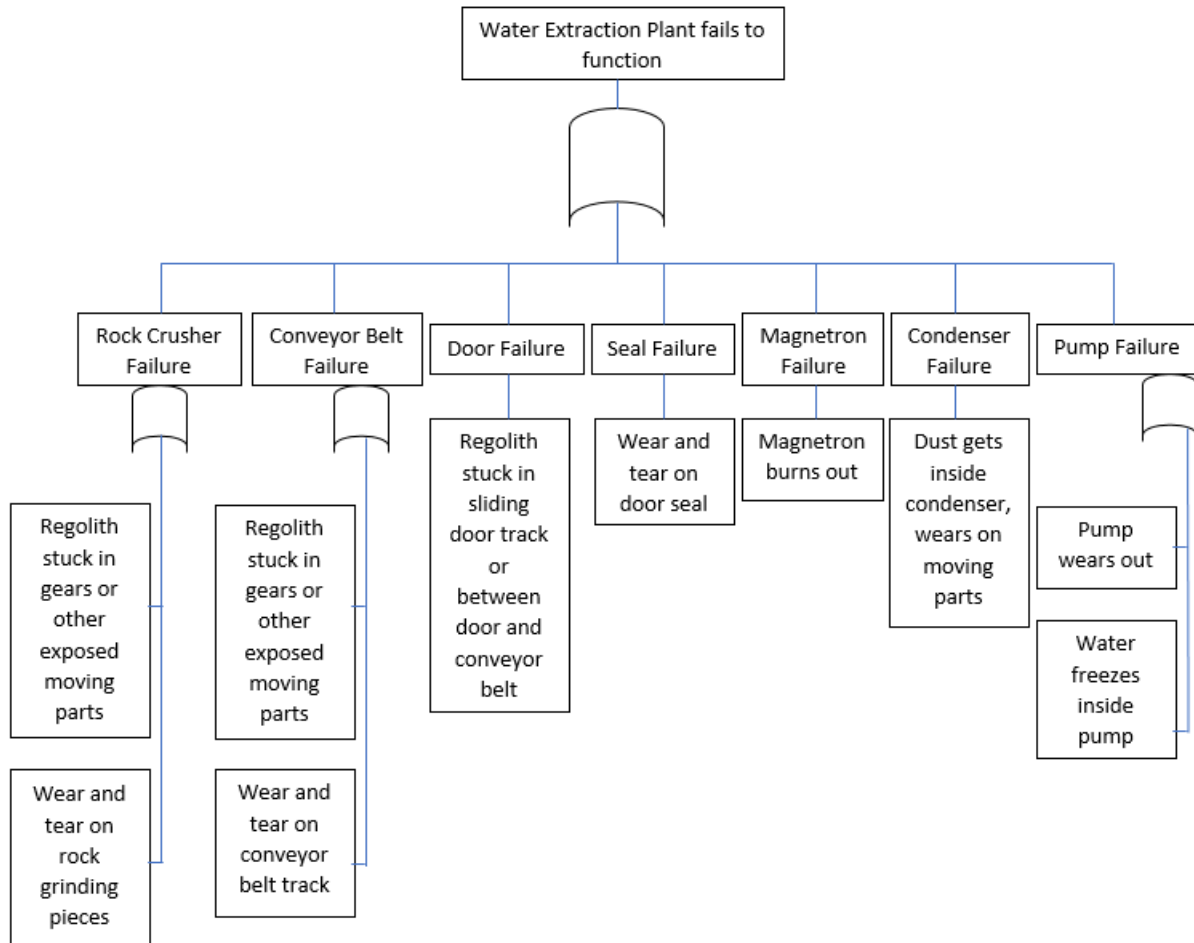 Water Extraction Plant fails to
function
Rock Crusher
Failure
Conveyor Belt
Failure
Door Failure
Seal Failure
Magnetron
Failure
Condenser
Failure
Pump Failure
Regolith
stuck in
gears or
other
exposed
moving
parts
Wear and
tear on
rock
grinding
pieces
Regolith
stuck in
gears or
other
exposed
moving
parts
Wear and
tear on
conveyor
belt track
Regolith
stuck in
sliding
door track
or
between
door and
conveyor
belt
Wear and
tear on
door seal
Magnetron
burns out
Dust gets
inside
condenser,
wears on
moving
parts
Pump
wears out
Water
freezes
inside
pump